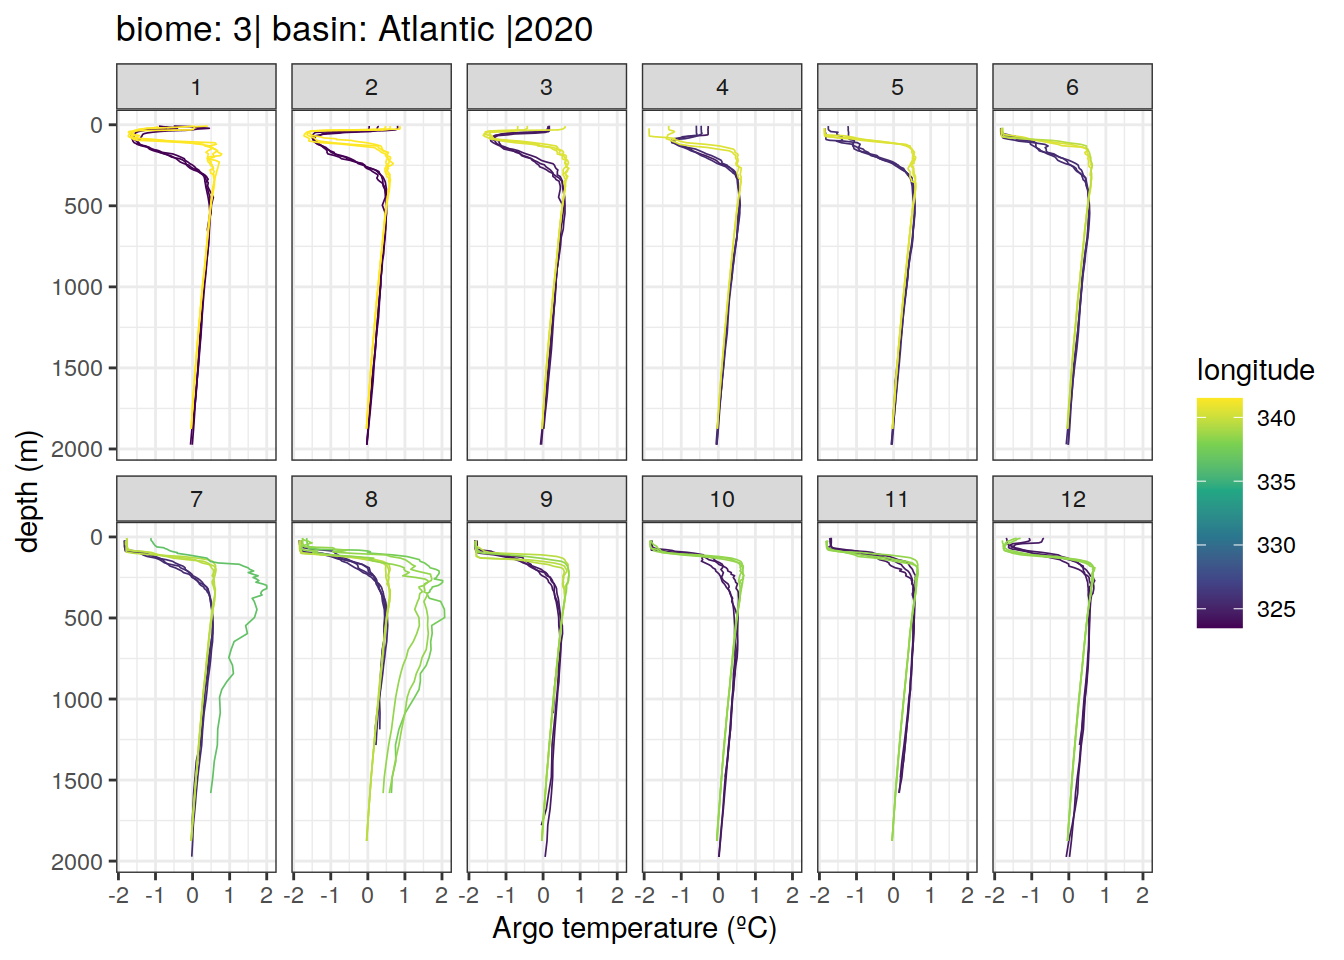 biome: 3| basin: Atlantic |2020
1 2 3 4 5 6
0
500
1000
1500
2000
7 8 9 10 11 12
0
500
1000
1500
2000
-2 -1 0 1 2 -2 -1 0 1 2 -2 -1 0 1 2 -2 -1 0 1 2 -2 -1 0 1 2 -2 -1 0 1 2
Argo temperature (ºC)
depth (m)
longitude
340
335
330
325